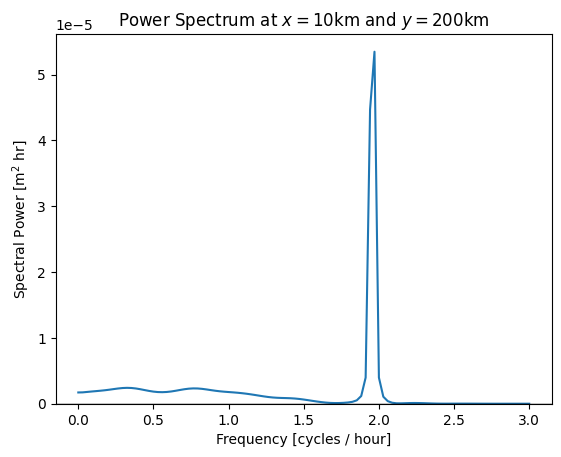 Power Spectrum at x = 10km and y = 200km
1e−5
5
4
3
2
1
0
Spectral Power [m² hr]
0.0 0.5 1.0 1.5 2.0 2.5 3.0
Frequency [cycles / hour]